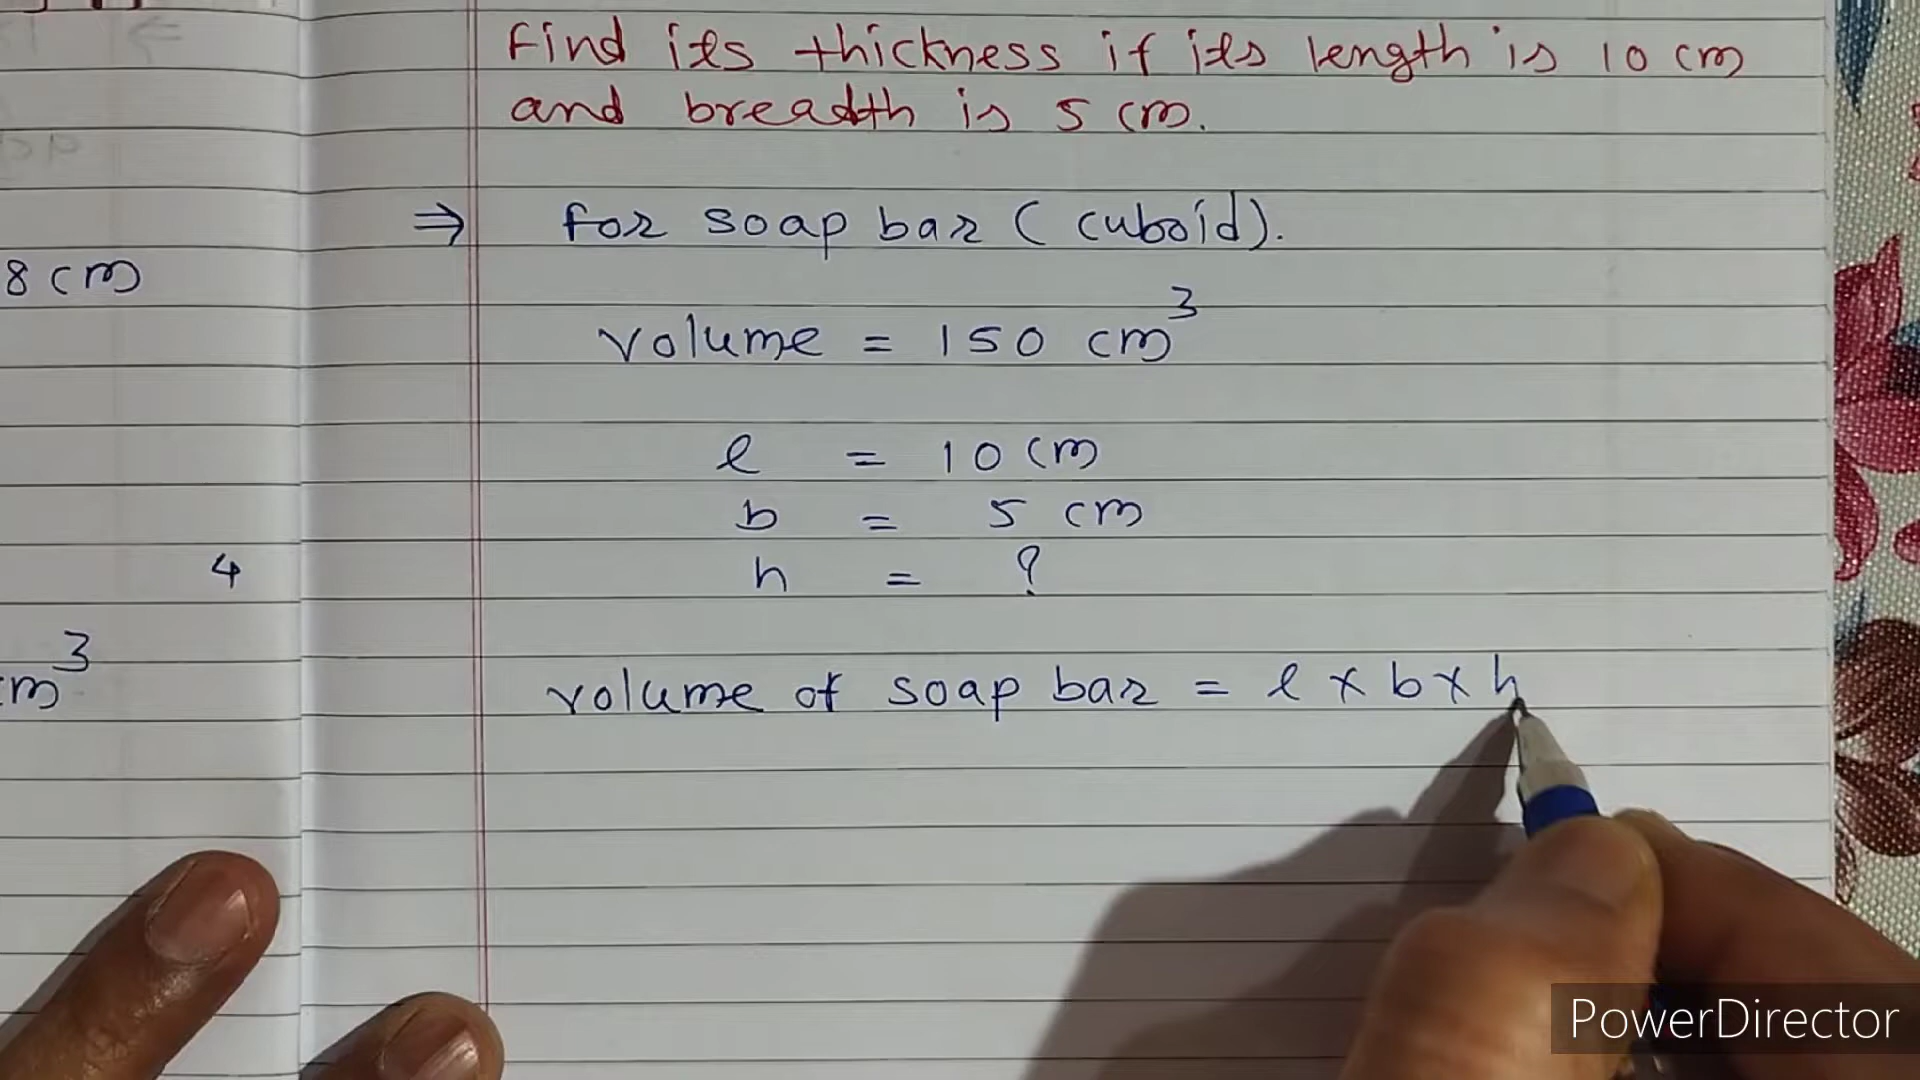 Find its thickness if its length is 10 cm
and breadth is 5 cm.
⇒ for soap bar ( cuboid).
8 cm
volume = 150 cm³
l = 10 cm
b = 5 cm
4
h = ?
cm³
volume of soap bar = l × b × h
PowerDirector